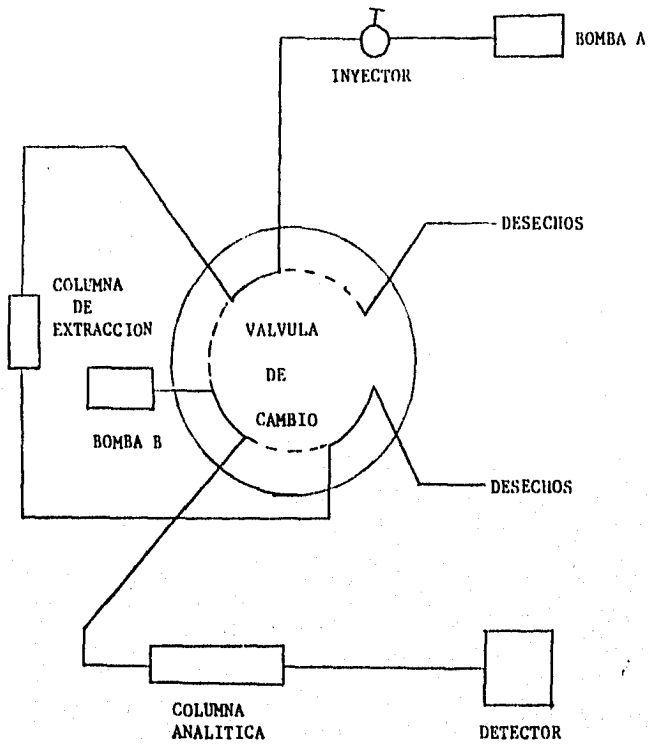 BOMBA A
INYECTOR
DESECHOS
COLUMNA
DE
EXTRACCION
VALVULA
DE
CAMBIO
BOMBA B
DESECHOS
COLUMNA
ANALITICA
DETECTOR